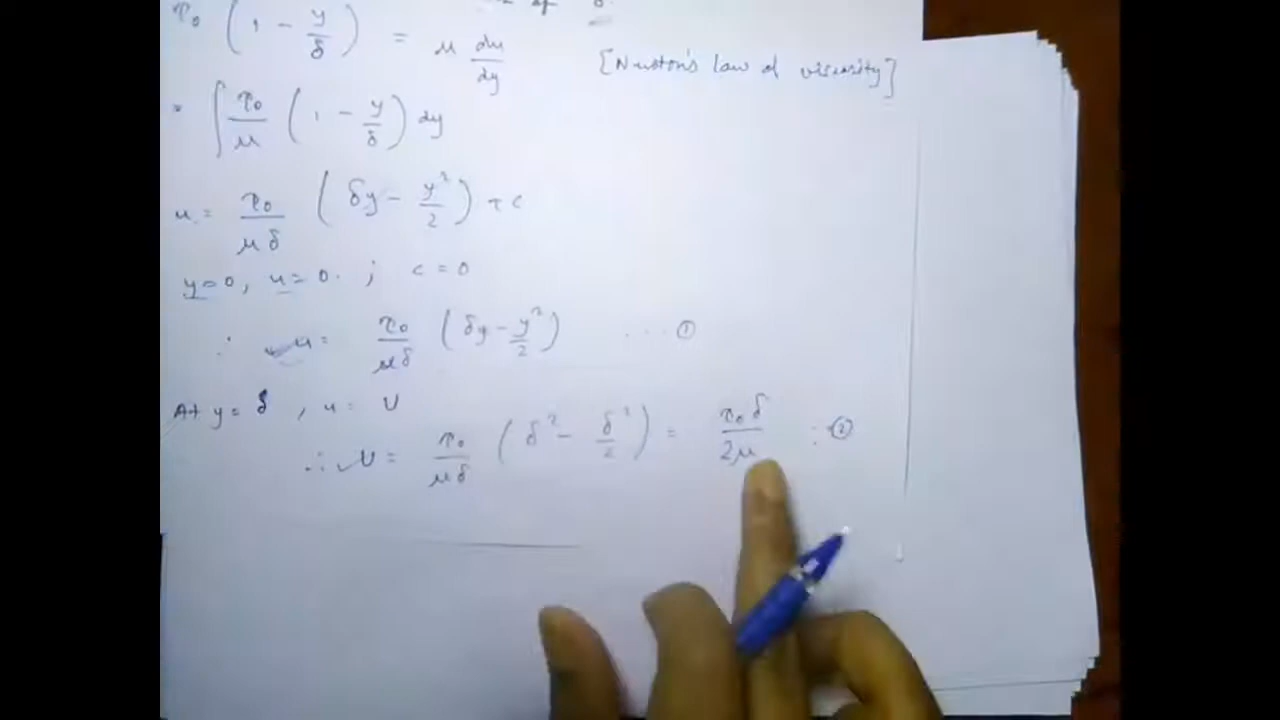 τ₀ (1 - y/δ) = μ du/dy [Newton's law of viscosity]
= ∫ τ₀/μ (1 - y/δ) dy
u = τ₀/μδ (δy - y²/2) + c
y=0, u=0. ; c=0
∴ u = τ₀/μδ (δy - y²/2) ... ①
At y = δ, u = U
∴ U = τ₀/μδ (δ² - δ²/2) = τ₀δ/2μ : ②